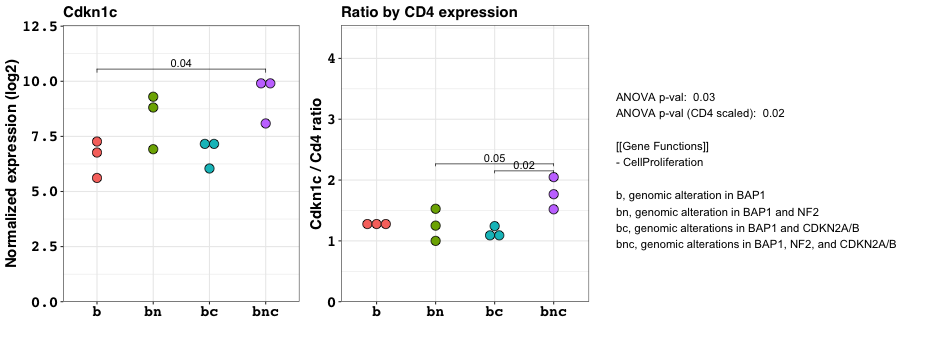 Cdkn1c
Normalized expression (log2)
12.5
10.0
7.5
5.0
2.5
0.0
0.04
b bn bc bnc
Ratio by CD4 expression
Cdkn1c / Cd4 ratio
4
3
2
1
0
0.05
0.02
b bn bc bnc
ANOVA p-val: 0.03
ANOVA p-val (CD4 scaled): 0.02
[[Gene Functions]]
- CellProliferation
b, genomic alteration in BAP1
bn, genomic alteration in BAP1 and NF2
bc, genomic alterations in BAP1 and CDKN2A/B
bnc, genomic alterations in BAP1, NF2, and CDKN2A/B